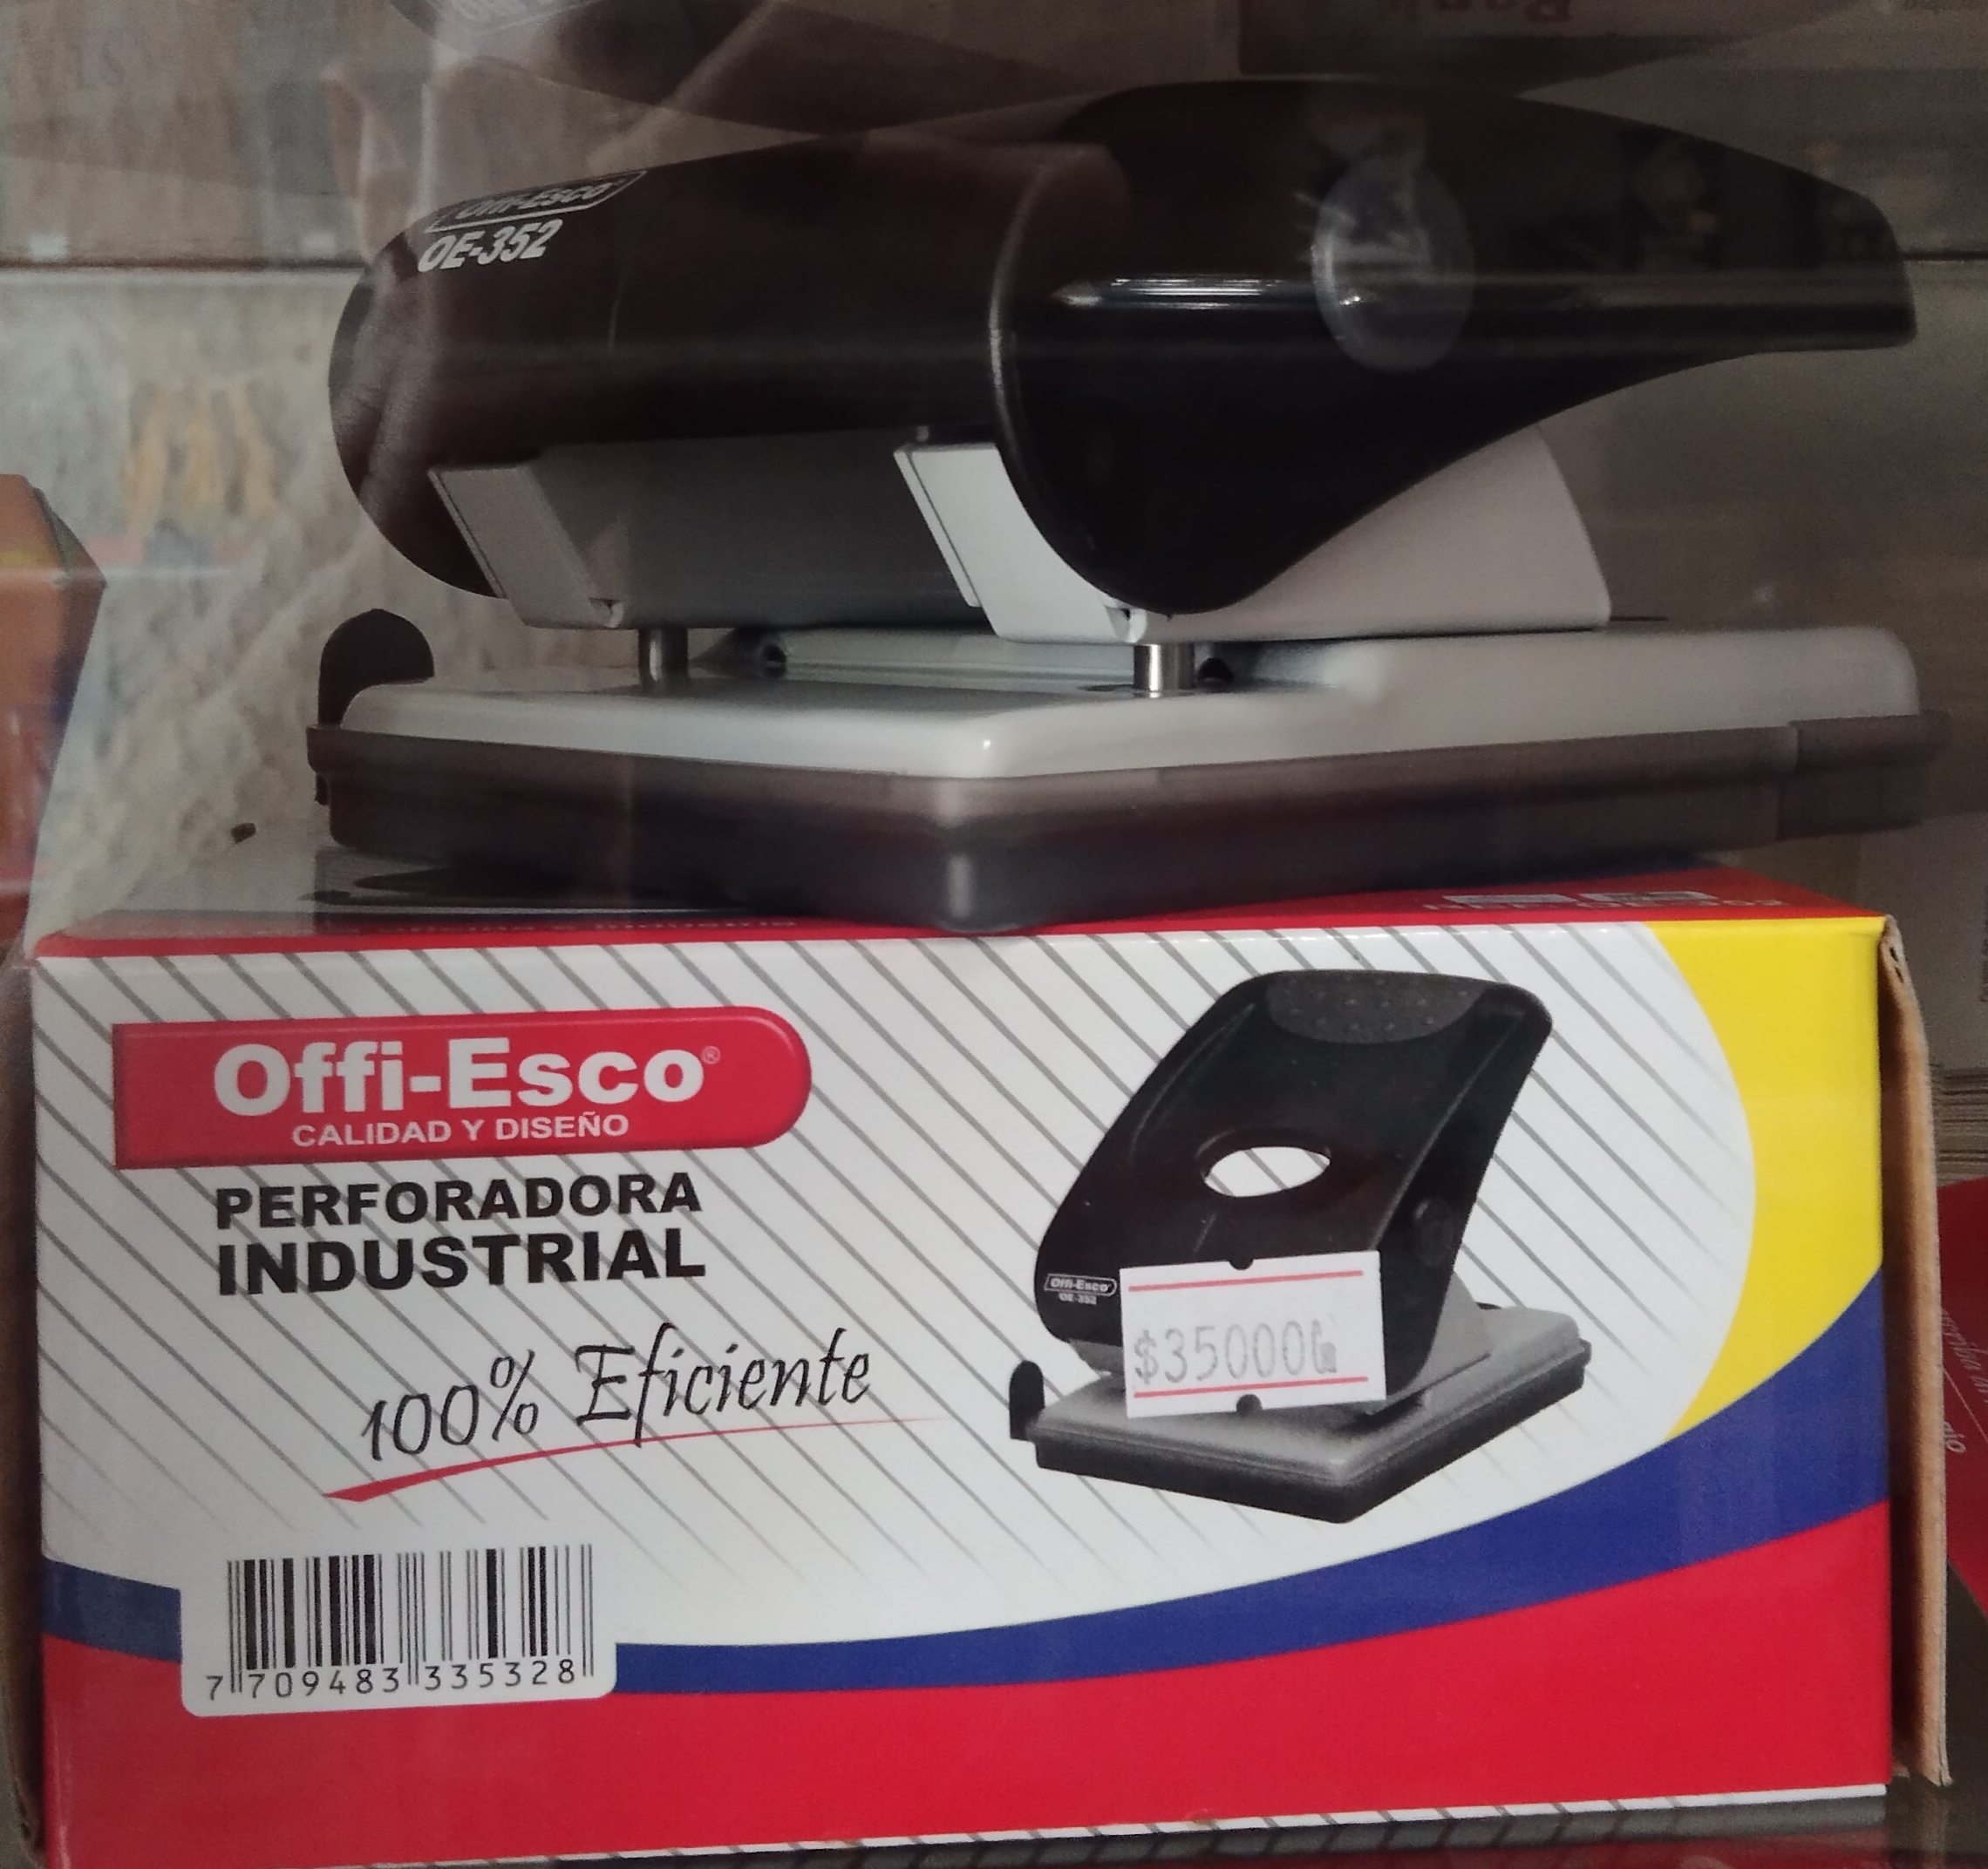 Offi-Esco
OE-352
Offi-Esco®
CALIDAD Y DISEÑO
PERFORADORA
INDUSTRIAL
100% Eficiente
Offi-Esco
OE-352
$35000
7 709483 335328